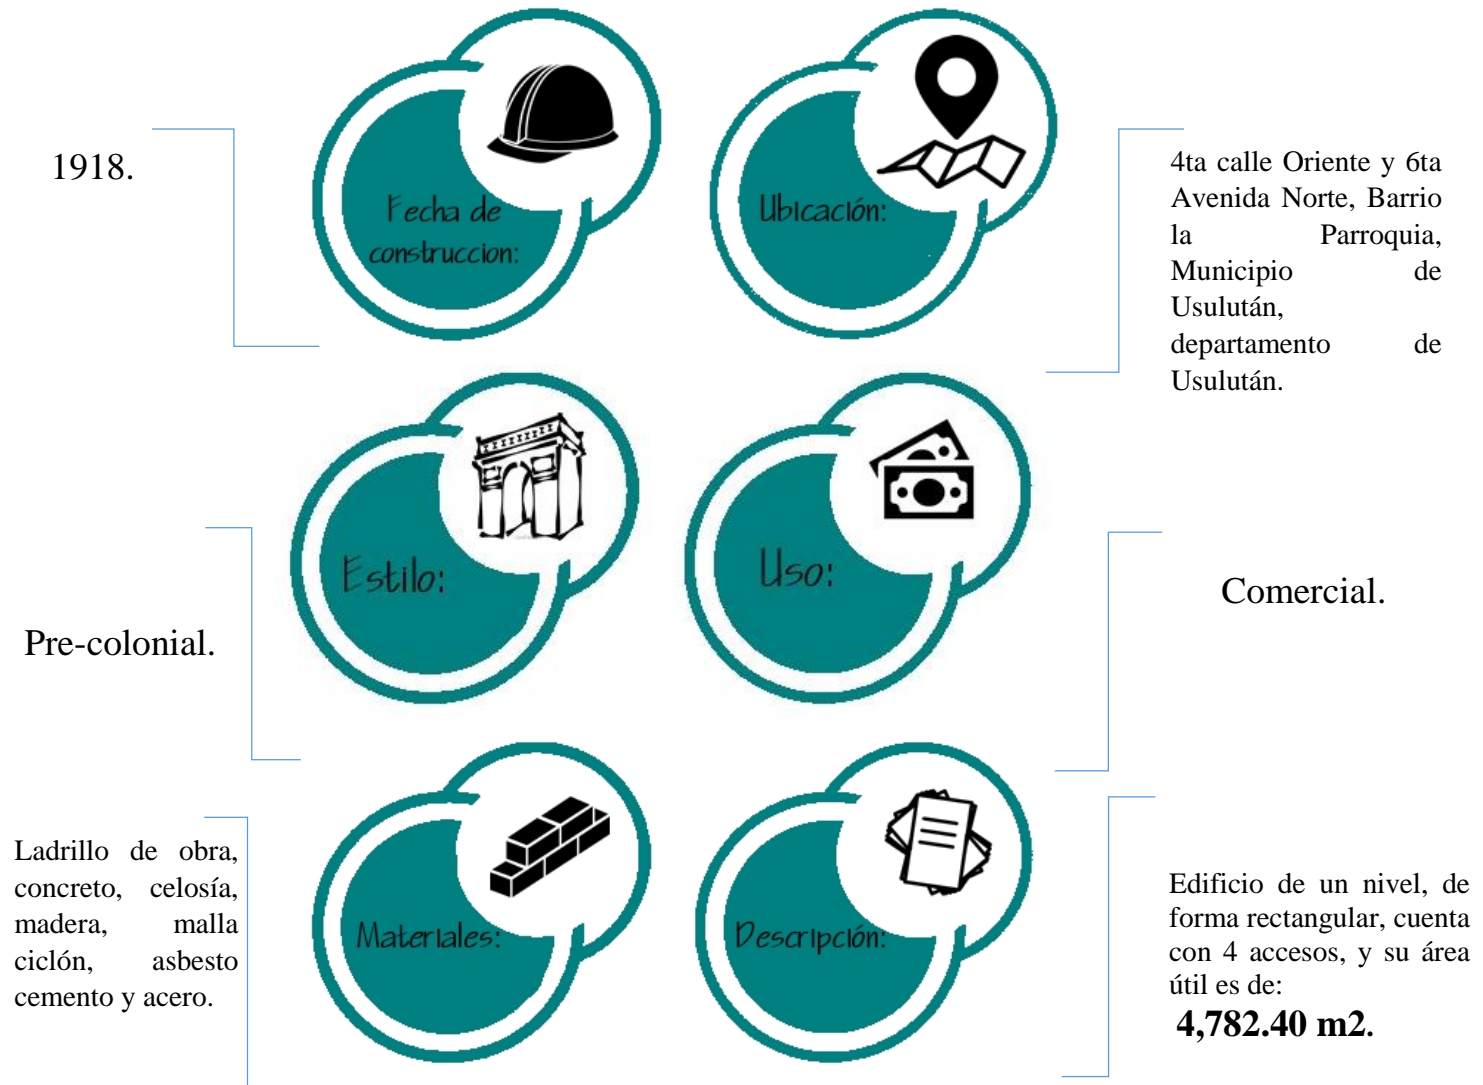 1918.
Fecha de
construccion:
Ubicación:
4ta calle Oriente y 6ta
Avenida Norte, Barrio
la Parroquia,
Municipio de
Usulután,
departamento de
Usulután.
Pre-colonial.
Estilo:
Uso:
Comercial.
Ladrillo de obra,
concreto, celosía,
madera, malla
ciclón, asbesto
cemento y acero.
Materiales:
Descripción:
Edificio de un nivel, de
forma rectangular, cuenta
con 4 accesos, y su área
útil es de:
4,782.40 m2.